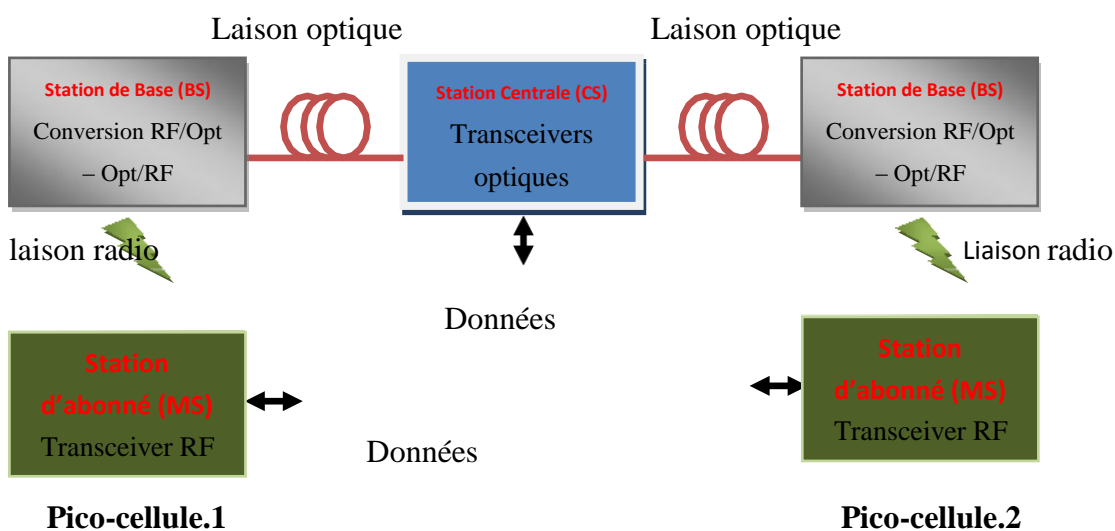 Laison optique
Laison optique
Station de Base (BS)
Conversion RF/Opt
– Opt/RF
Station Centrale (CS)
Transceivers
optiques
Station de Base (BS)
Conversion RF/Opt
– Opt/RF
laison radio
Liaison radio
Données
Station
d'abonné (MS)
Transceiver RF
Station
d'abonné (MS)
Transceiver RF
Données
Pico-cellule.1
Pico-cellule.2